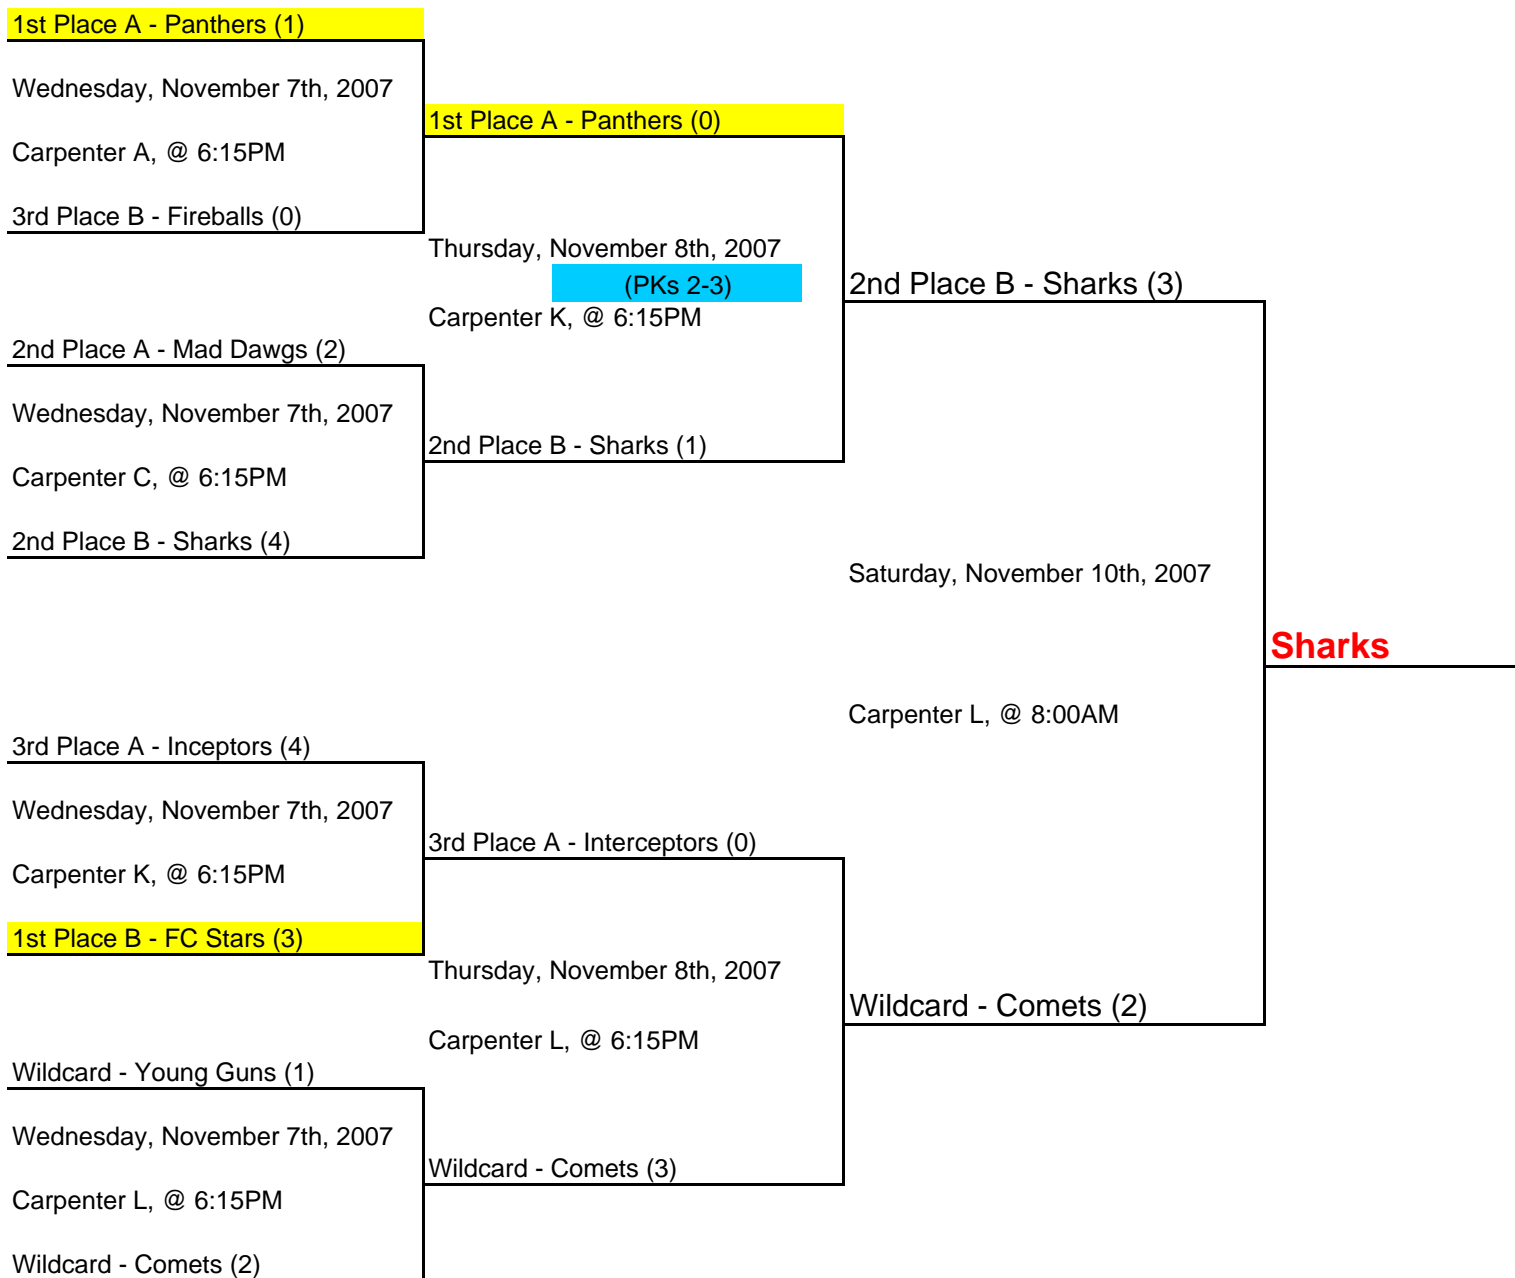 1st Place A - Panthers (1)
Wednesday, November 7th, 2007
1st Place A - Panthers (0)
Carpenter A, @ 6:15PM
3rd Place B - Fireballs (0)
Thursday, November 8th, 2007
(PKs 2-3)
2nd Place B - Sharks (3)
Carpenter K, @ 6:15PM
2nd Place A - Mad Dawgs (2)
Wednesday, November 7th, 2007
2nd Place B - Sharks (1)
Carpenter C, @ 6:15PM
2nd Place B - Sharks (4)
Saturday, November 10th, 2007
Sharks
Carpenter L, @ 8:00AM
3rd Place A - Inceptors (4)
Wednesday, November 7th, 2007
3rd Place A - Interceptors (0)
Carpenter K, @ 6:15PM
1st Place B - FC Stars (3)
Thursday, November 8th, 2007
Wildcard - Comets (2)
Carpenter L, @ 6:15PM
Wildcard - Young Guns (1)
Wednesday, November 7th, 2007
Wildcard - Comets (3)
Carpenter L, @ 6:15PM
Wildcard - Comets (2)